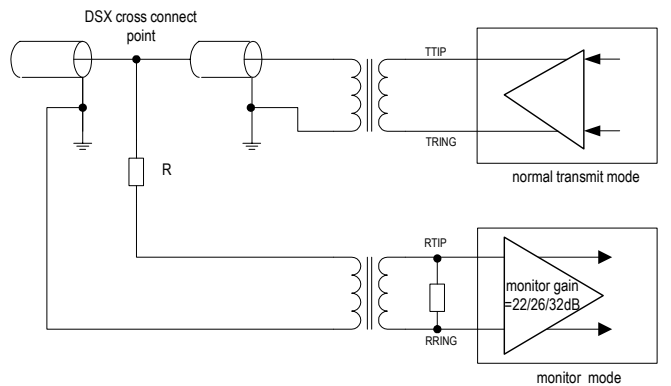 DSX cross connect
point
TTIP
TRING
normal transmit mode
R
RTIP
monitor gain
=22/26/32dB
RRING
monitor mode